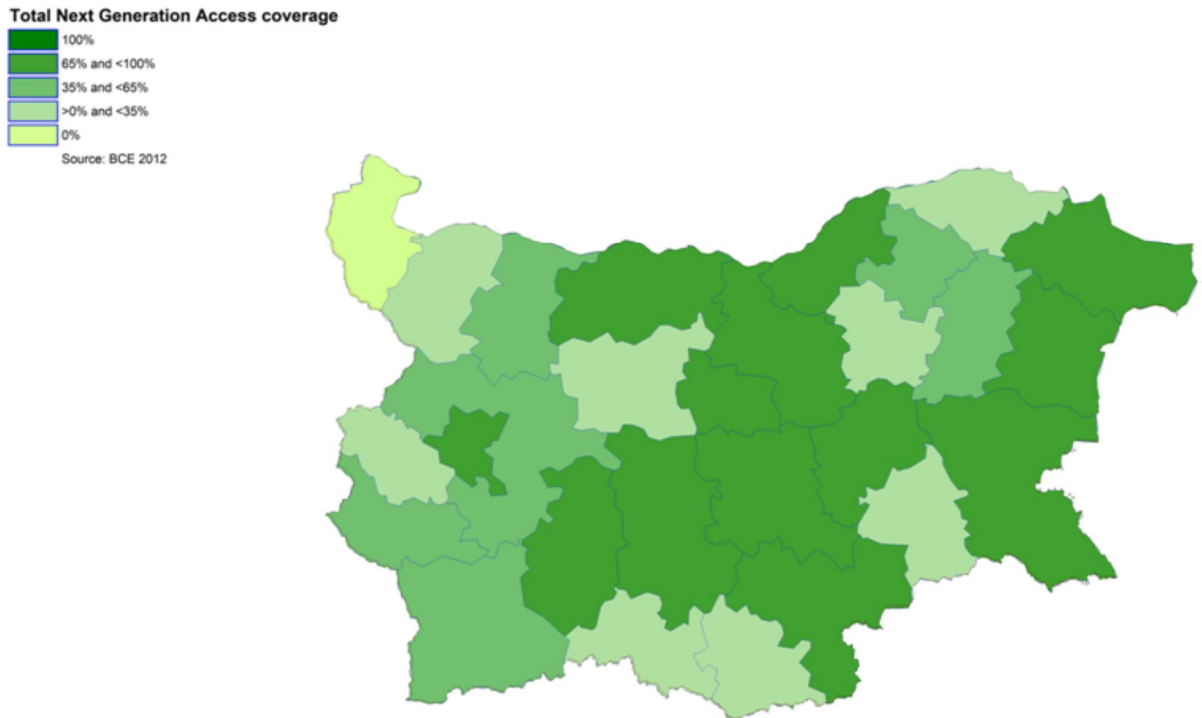 Total Next Generation Access coverage
100%
65% and <100%
35% and <65%
>0% and <35%
0%
Source: BCE 2012